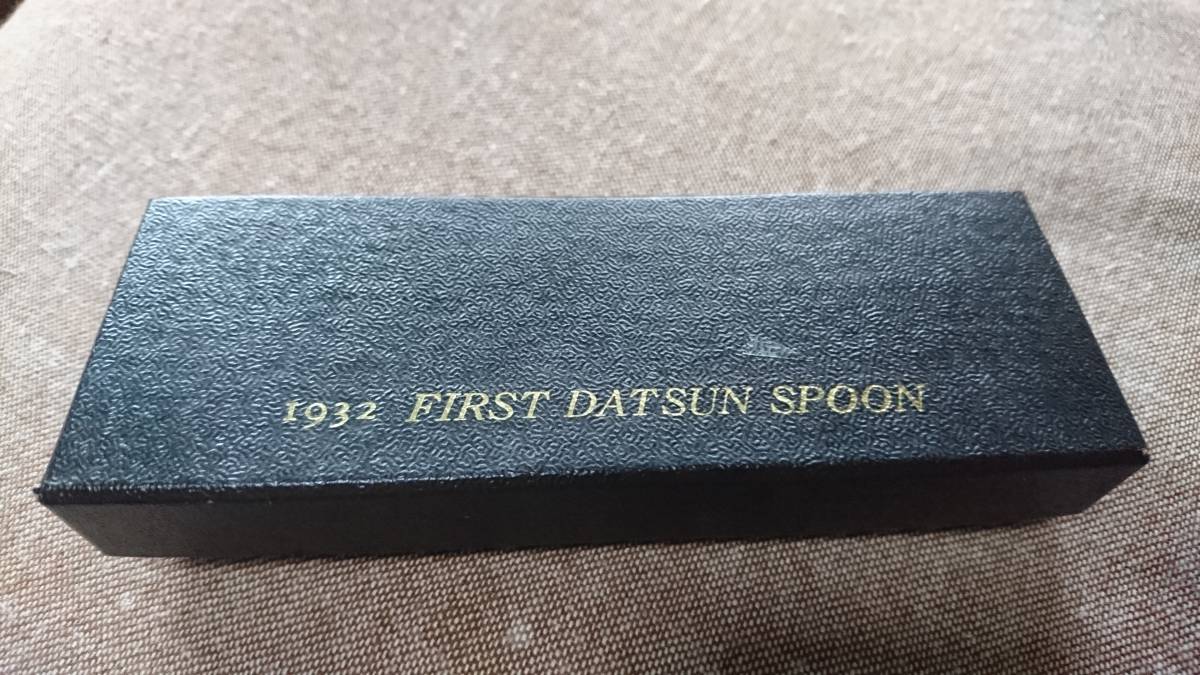 1932 FIRST DATSUN SPOON